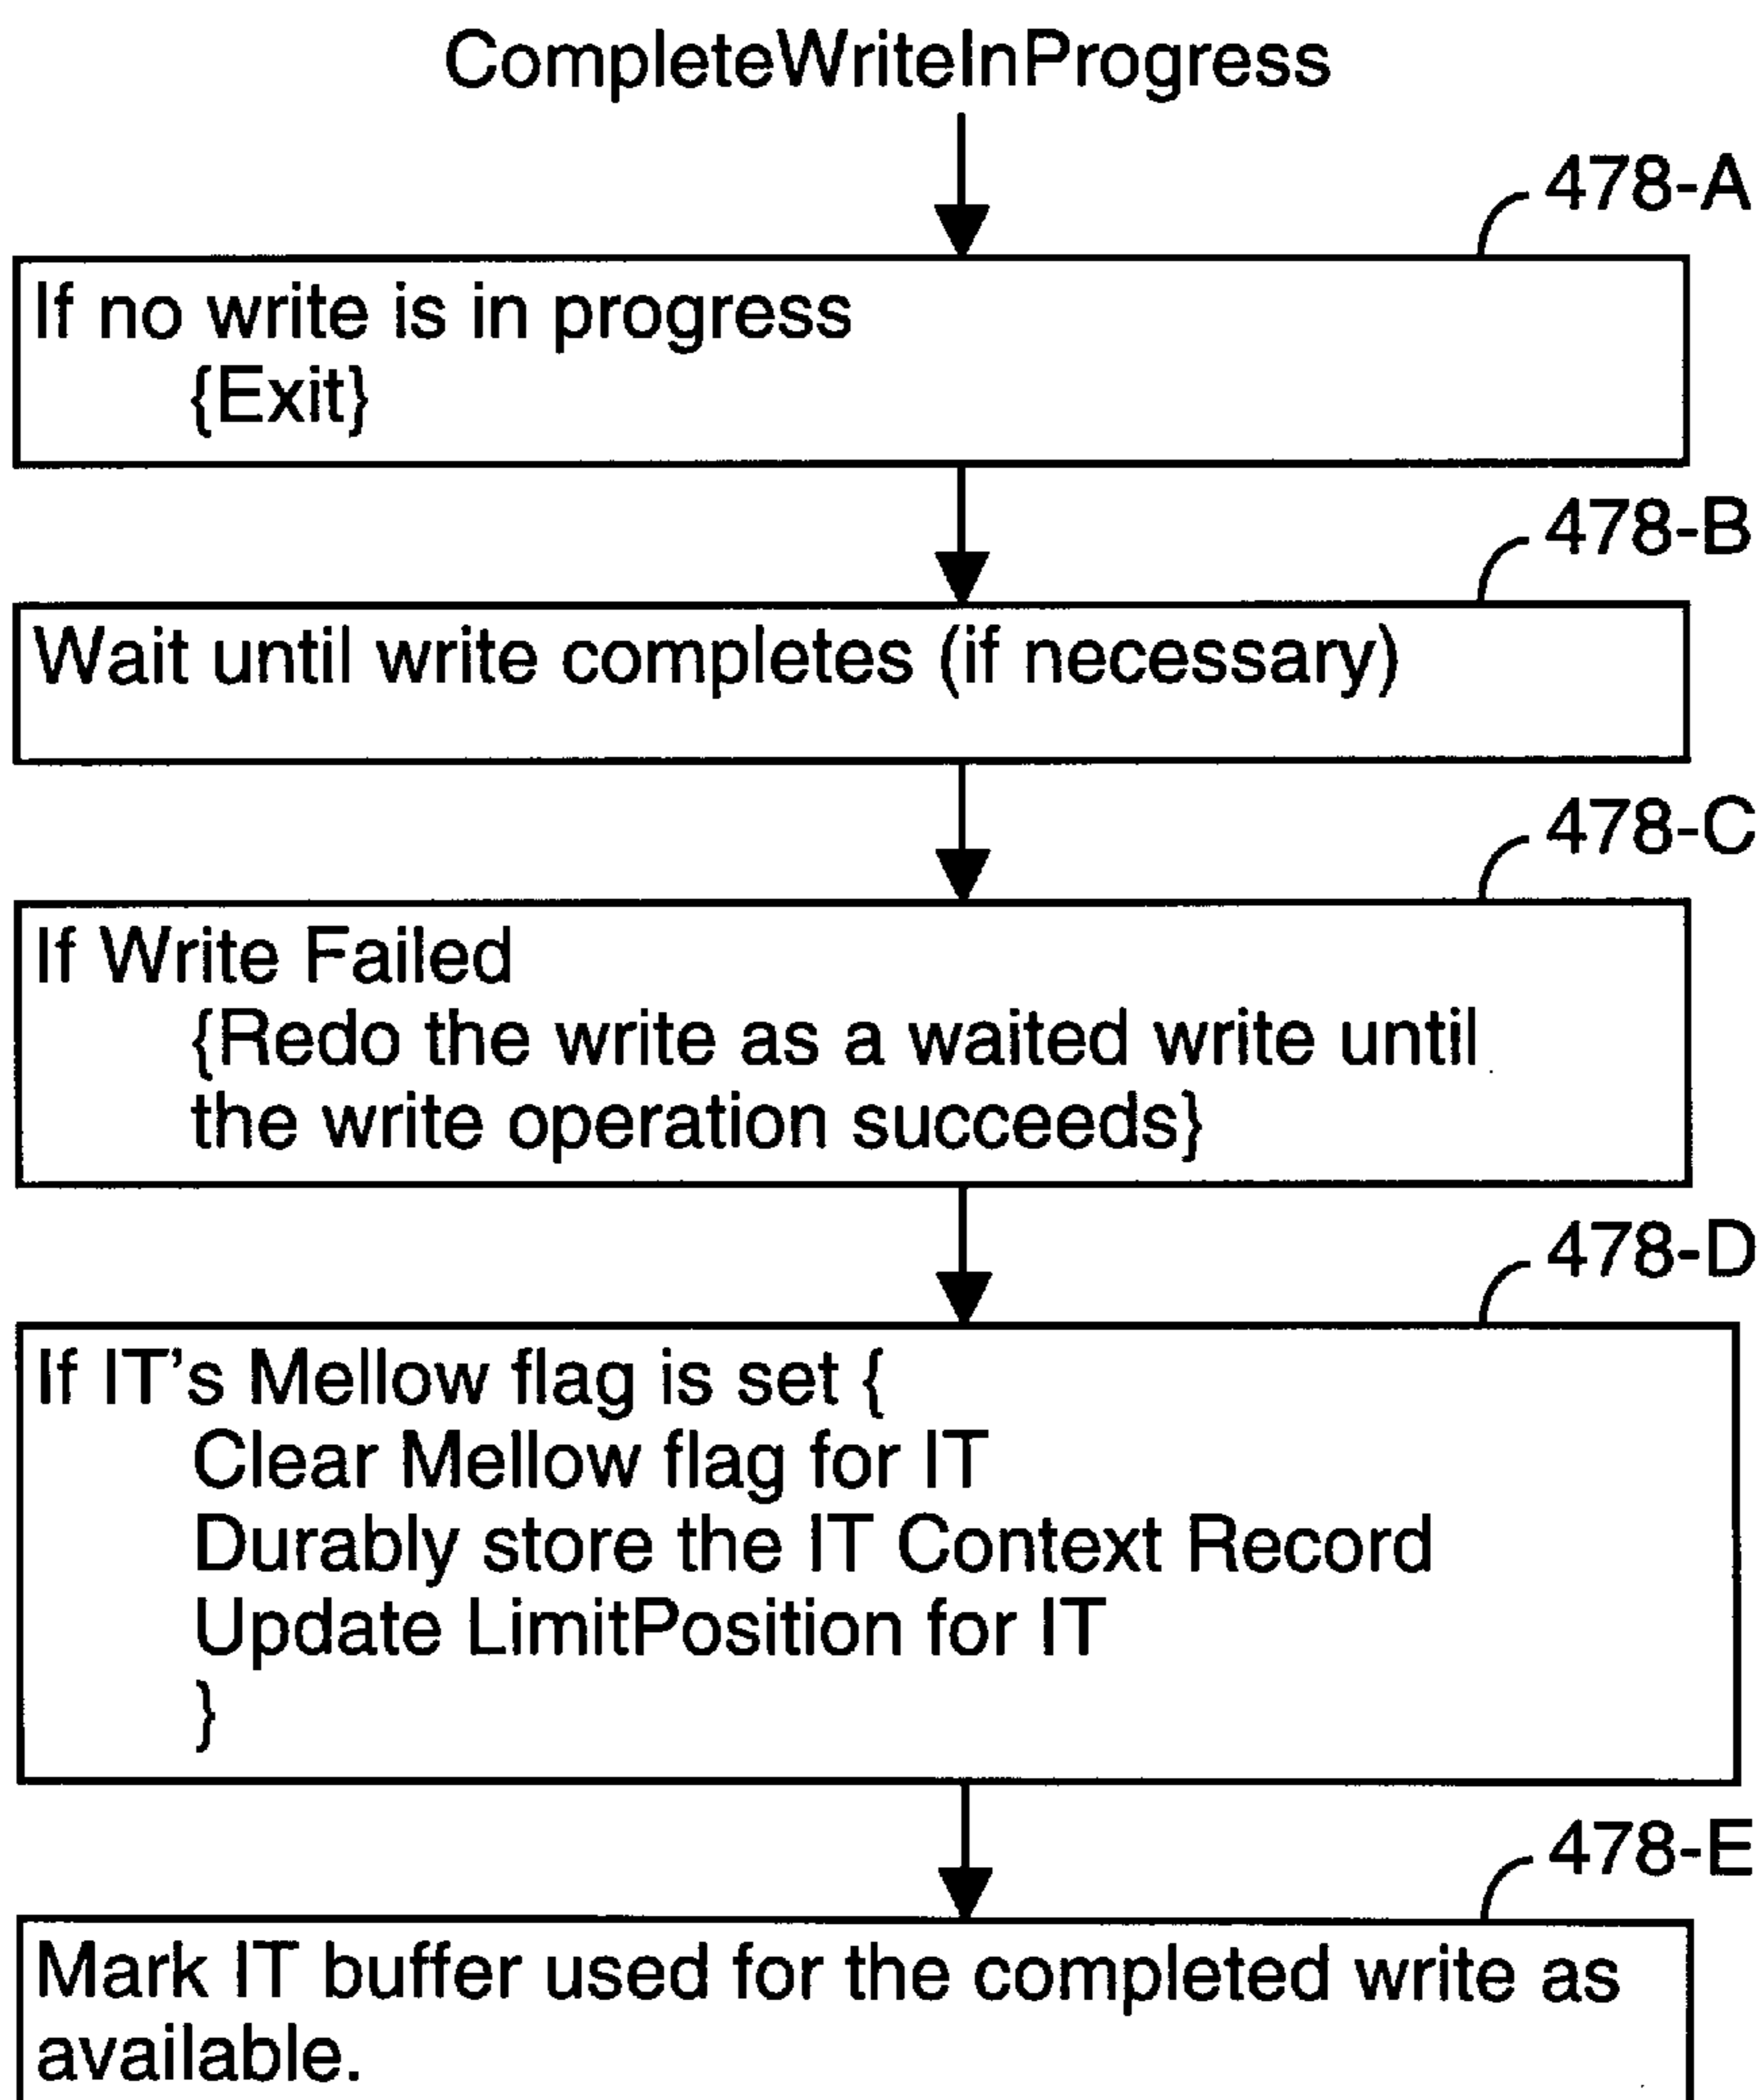 CompleteWriteInProgress
478-A
If no write is in progress
{Exit}
478-B
Wait until write completes (if necessary)
478-C
If Write Failed
{Redo the write as a waited write until
the write operation succeeds}
478-D
If IT's Mellow flag is set {
Clear Mellow flag for IT
Durably store the IT Context Record
Update LimitPosition for IT
}
478-E
Mark IT buffer used for the completed write as
available.